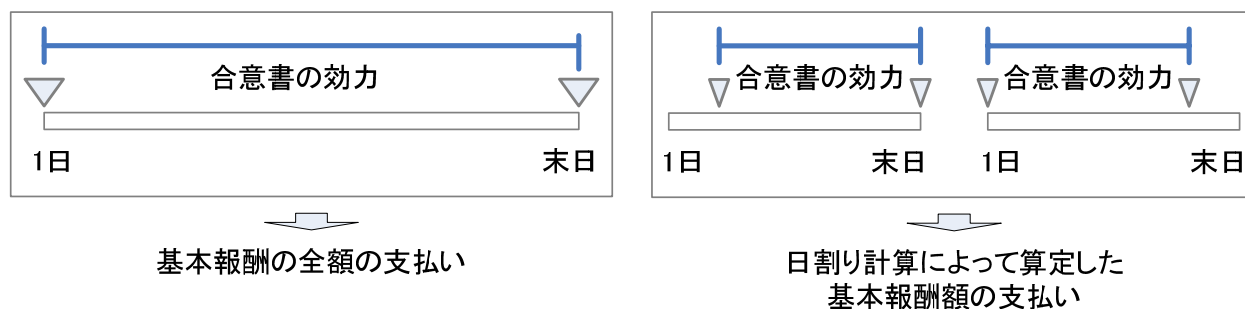 合意書の効力
1日
末日
基本報酬の全額の支払い
合意書の効力
合意書の効力
1日
末日
1日
末日
日割り計算によって算定した
基本報酬額の支払い